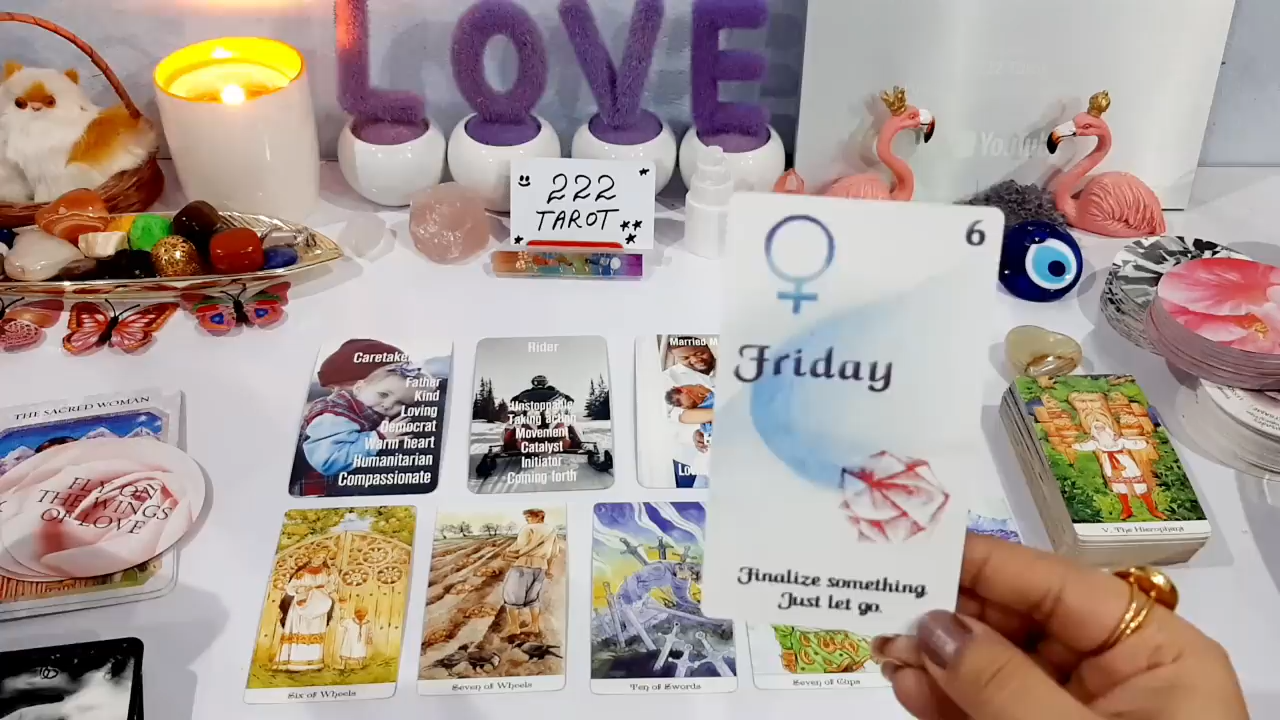 LOVE
222
TAROT
YouTube
6
Friday
Finalize something
Just let go.
Caretaker
Father
Kind
Loving
Democrat
Warm heart
Humanitarian
Compassionate
Rider
Unstoppable
Taking action
Movement
Catalyst
Initiator
Coming forth
Married M
THE SACRED WOMAN
FLY ON
THE WINGS
OF LOVE
V. The Hierophant
Six of Wheels
Seven of Wheels
Ten of Swords
Seven of Cups